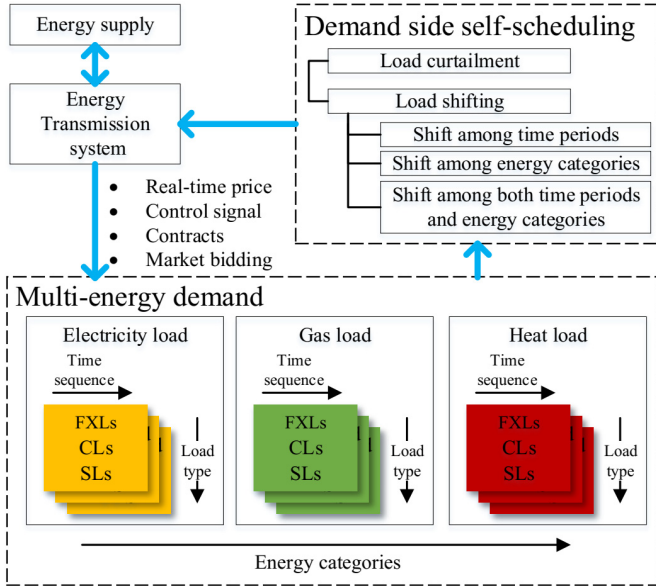 Energy supply
Energy
Transmission
system
• Real-time price
• Control signal
• Contracts
• Market bidding
Demand side self-scheduling
Load curtailment
Load shifting
Shift among time periods
Shift among energy categories
Shift among both time periods
and energy categories
Multi-energy demand
Electricity load
Time
sequence
FXLs
CLs
SLs
Load
type
Gas load
Time
sequence
FXLs
CLs
SLs
Load
type
Heat load
Time
sequence
FXLs
CLs
SLs
Load
type
Energy categories